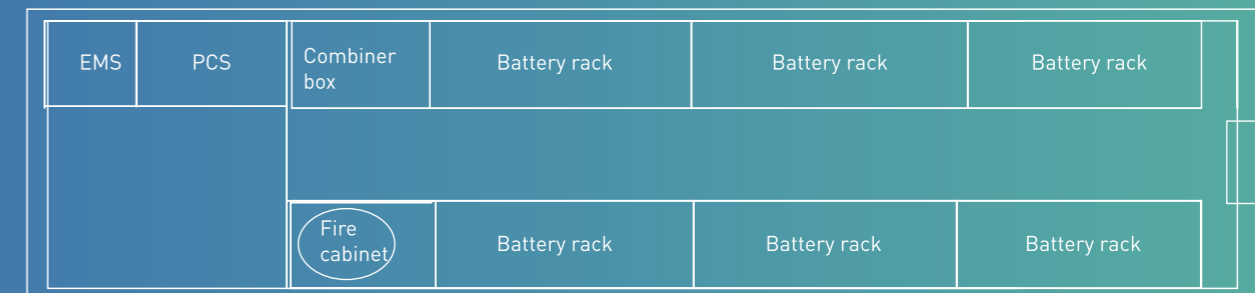 EMS
PCS
Combiner
box
Battery rack
Battery rack
Battery rack
Fire
cabinet
Battery rack
Battery rack
Battery rack